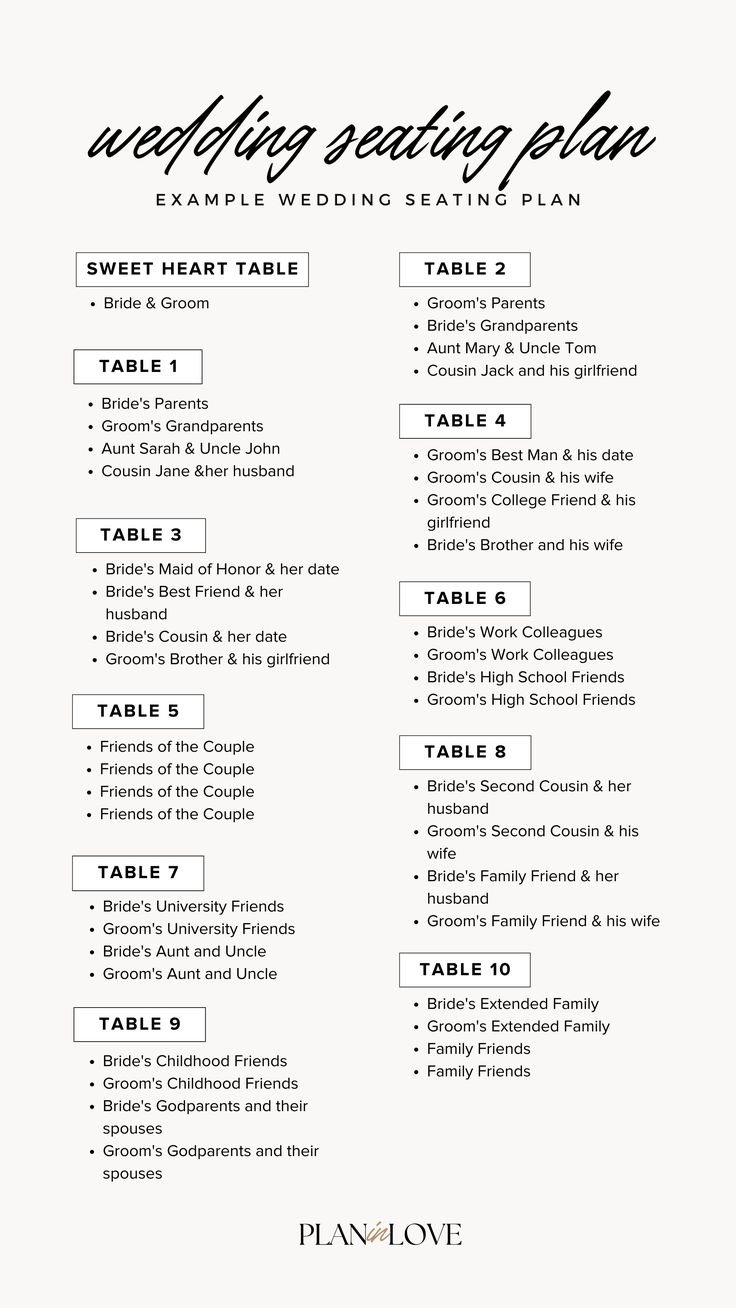 wedding seating plan
EXAMPLE WEDDING SEATING PLAN
SWEET HEART TABLE
• Bride & Groom
TABLE 1
• Bride's Parents
• Groom's Grandparents
• Aunt Sarah & Uncle John
• Cousin Jane &her husband
TABLE 3
• Bride's Maid of Honor & her date
• Bride's Best Friend & her
husband
• Bride's Cousin & her date
• Groom's Brother & his girlfriend
TABLE 5
• Friends of the Couple
• Friends of the Couple
• Friends of the Couple
• Friends of the Couple
TABLE 7
• Bride's University Friends
• Groom's University Friends
• Bride's Aunt and Uncle
• Groom's Aunt and Uncle
TABLE 9
• Bride's Childhood Friends
• Groom's Childhood Friends
• Bride's Godparents and their
spouses
• Groom's Godparents and their
spouses
TABLE 2
• Groom's Parents
• Bride's Grandparents
• Aunt Mary & Uncle Tom
• Cousin Jack and his girlfriend
TABLE 4
• Groom's Best Man & his date
• Groom's Cousin & his wife
• Groom's College Friend & his
girlfriend
• Bride's Brother and his wife
TABLE 6
• Bride's Work Colleagues
• Groom's Work Colleagues
• Bride's High School Friends
• Groom's High School Friends
TABLE 8
• Bride's Second Cousin & her
husband
• Groom's Second Cousin & his
wife
• Bride's Family Friend & her
husband
• Groom's Family Friend & his wife
TABLE 10
• Bride's Extended Family
• Groom's Extended Family
• Family Friends
• Family Friends
PLAN in LOVE